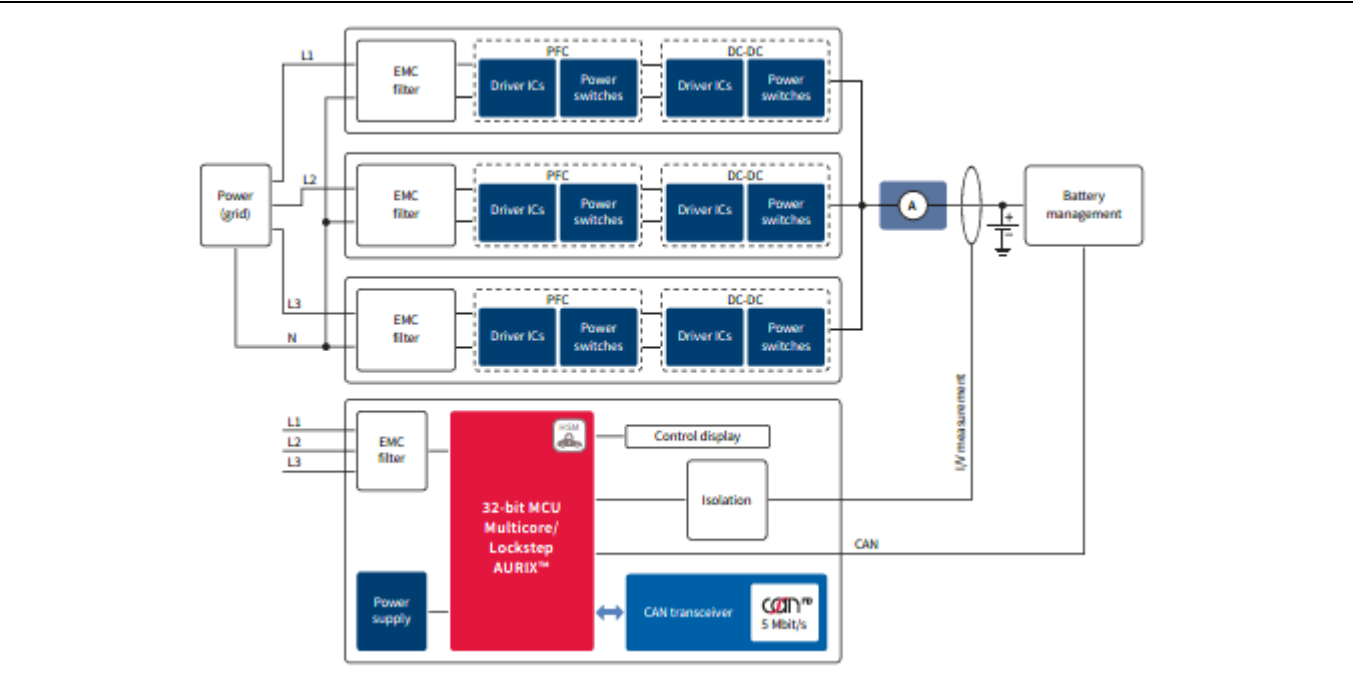 L1
EMC
filter
PFC
Driver ICs
Power
switches
DC-DC
Driver ICs
Power
switches
Power
(grid)
L2
EMC
filter
PFC
Driver ICs
Power
switches
DC-DC
Driver ICs
Power
switches
A
+
−
Battery
management
L3
N
EMC
filter
PFC
Driver ICs
Power
switches
DC-DC
Driver ICs
Power
switches
I/V measurement
L1
L2
L3
EMC
filter
HSM
32-bit MCU
Multicore/
Lockstep
AURIX™
Control display
Isolation
CAN
Power
supply
CAN transceiver
CAN FD
5 Mbit/s